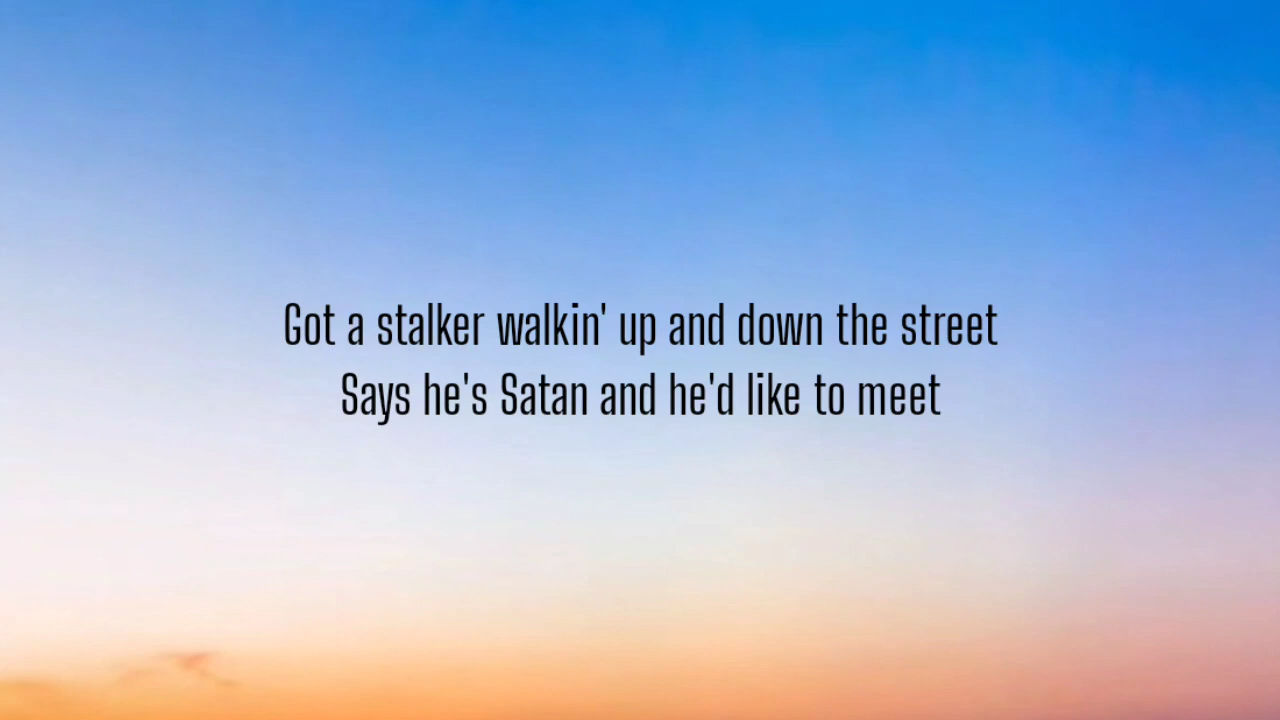 Got a stalker walkin' up and down the street
Says he's Satan and he'd like to meet